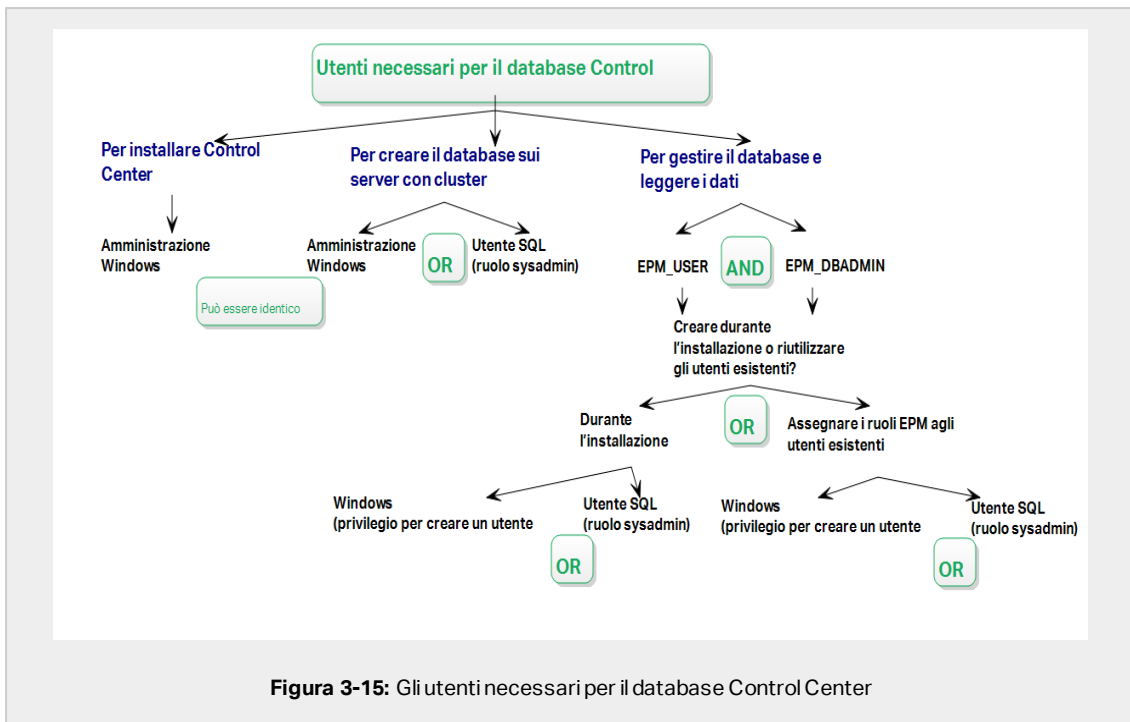 Utenti necessari per il database Control
Per installare Control
Center
Per creare il database sui
server con cluster
Per gestire il database e
leggere i dati
Amministrazione
Windows
Amministrazione
Windows
OR
Utente SQL
(ruolo sysadmin)
EPM_USER
AND
EPM_DBADMIN
Può essere identico
Creare durante
l'installazione o riutilizzare
gli utenti esistenti?
Durante
l'installazione
OR
Assegnare i ruoli EPM agli
utenti esistenti
Windows
(privilegio per creare un utente
Utente SQL
(ruolo sysadmin)
OR
Windows
(privilegio per creare un utente
Utente SQL
(ruolo sysadmin)
OR
Figura 3-15: Gli utenti necessari per il database Control Center